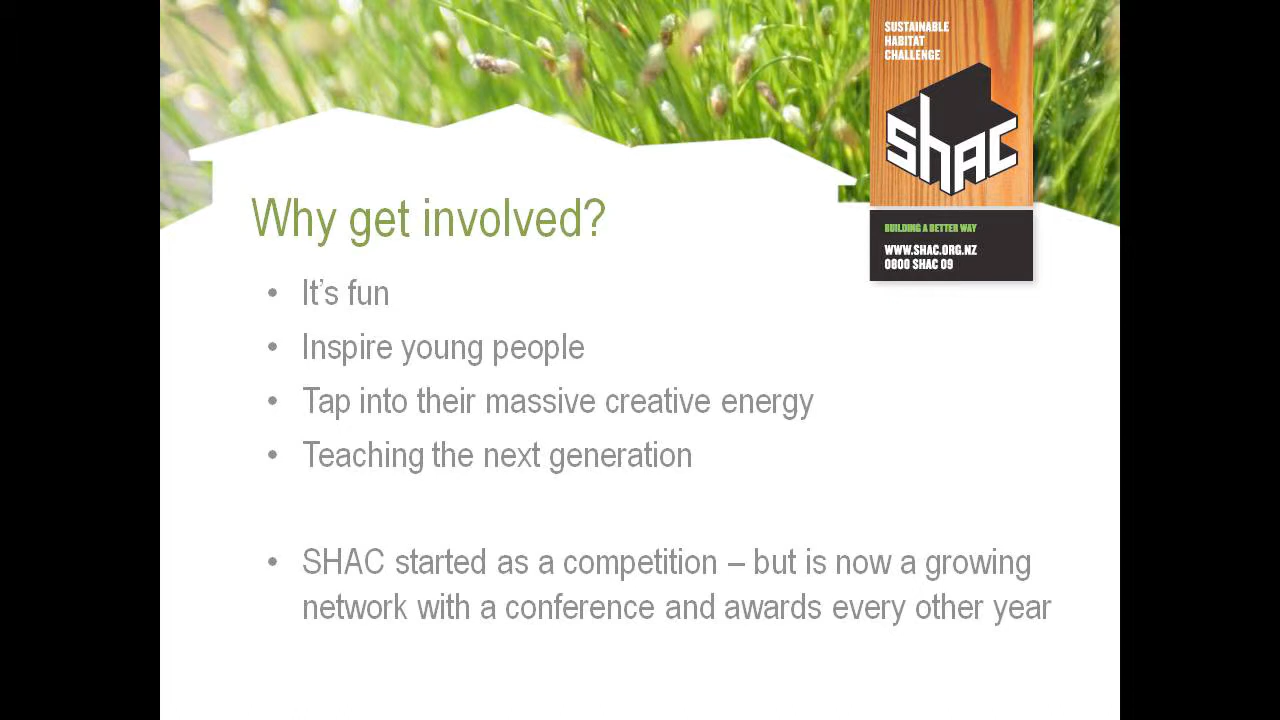 SUSTAINABLE
HABITAT
CHALLENGE
shac
BUILDING A BETTER WAY
WWW.SHAC.ORG.NZ
0800 SHAC 09
Why get involved?
• It’s fun
• Inspire young people
• Tap into their massive creative energy
• Teaching the next generation
• SHAC started as a competition – but is now a growing
network with a conference and awards every other year